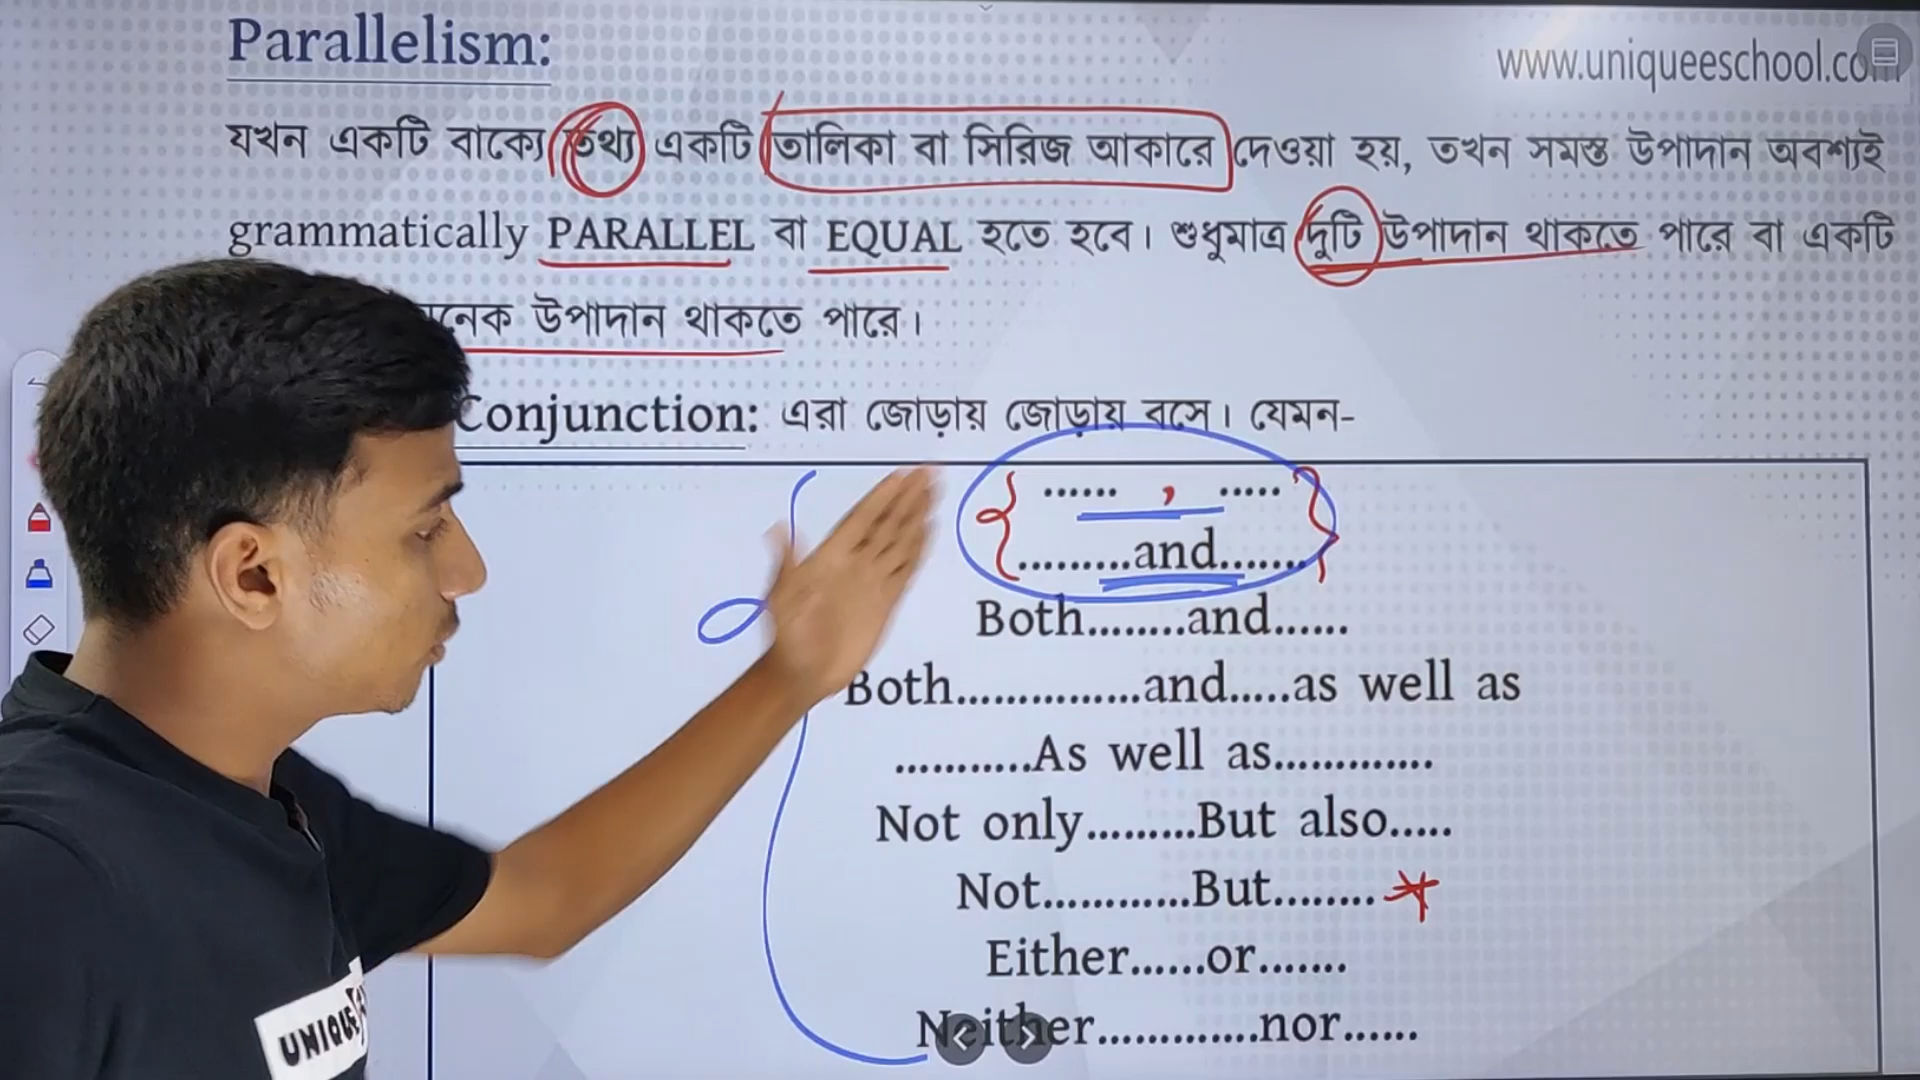 Parallelism:
www.uniqueeschool.com
যখন একটি বাক্যে তথ্য একটি তালিকা বা সিরিজ আকারে দেওয়া হয়, তখন সমস্ত উপাদান অবশ্যই
grammatically PARALLEL বা EQUAL হতে হবে। শুধুমাত্র দুটি উপাদান থাকতে পারে বা একটি
উপাদান থাকতে পারে।
Conjunction: এরা জোড়ায় জোড়ায় বসে। যেমন-
...... , .....
.........and.......
Both........and......
Both...............and.....as well as
...........As well as.............
Not only.........But also.....
Not............But........
Either......or.......
Neither.............nor......
UNIQUE